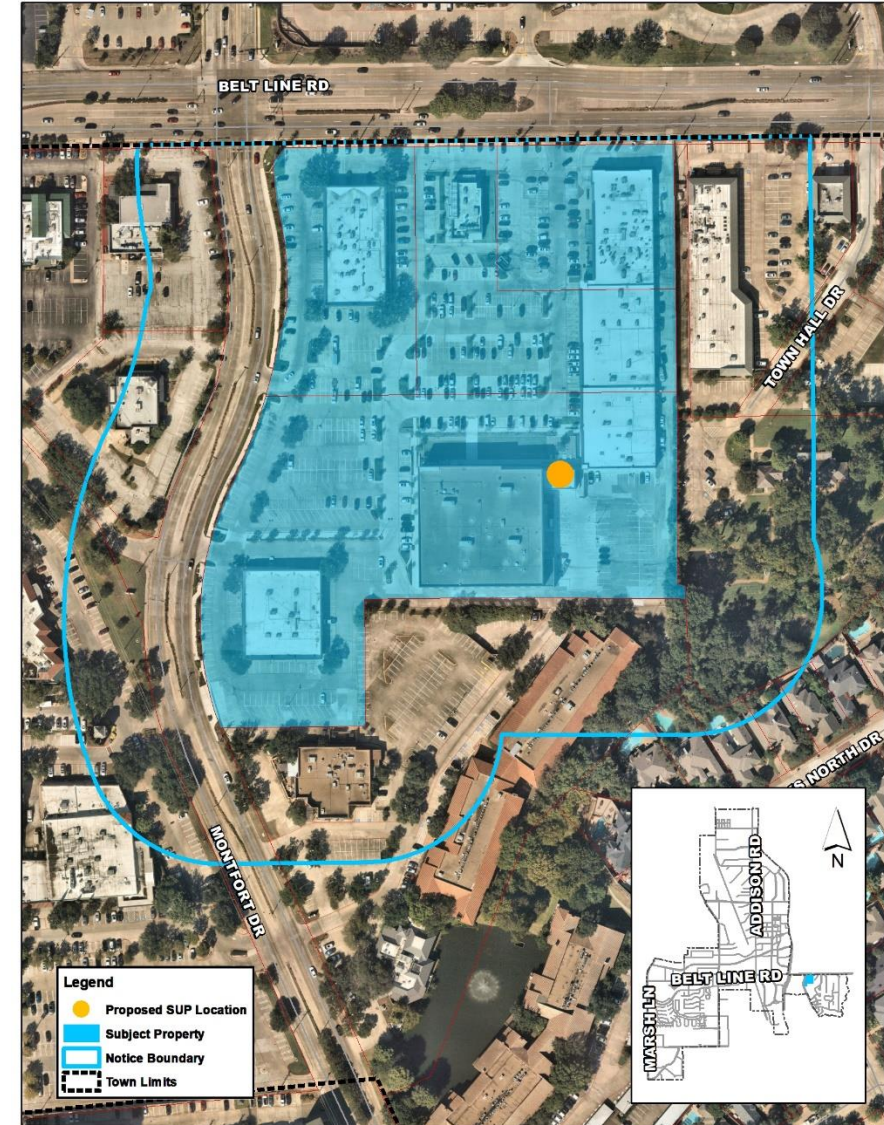 BELT LINE RD
TOWN HALL DR
S NORTH DR
MONTFORT DR
Legend
Proposed SUP Location
Subject Property
Notice Boundary
Town Limits
ADDISON RD
N
BELT LINE RD
MARSH LN